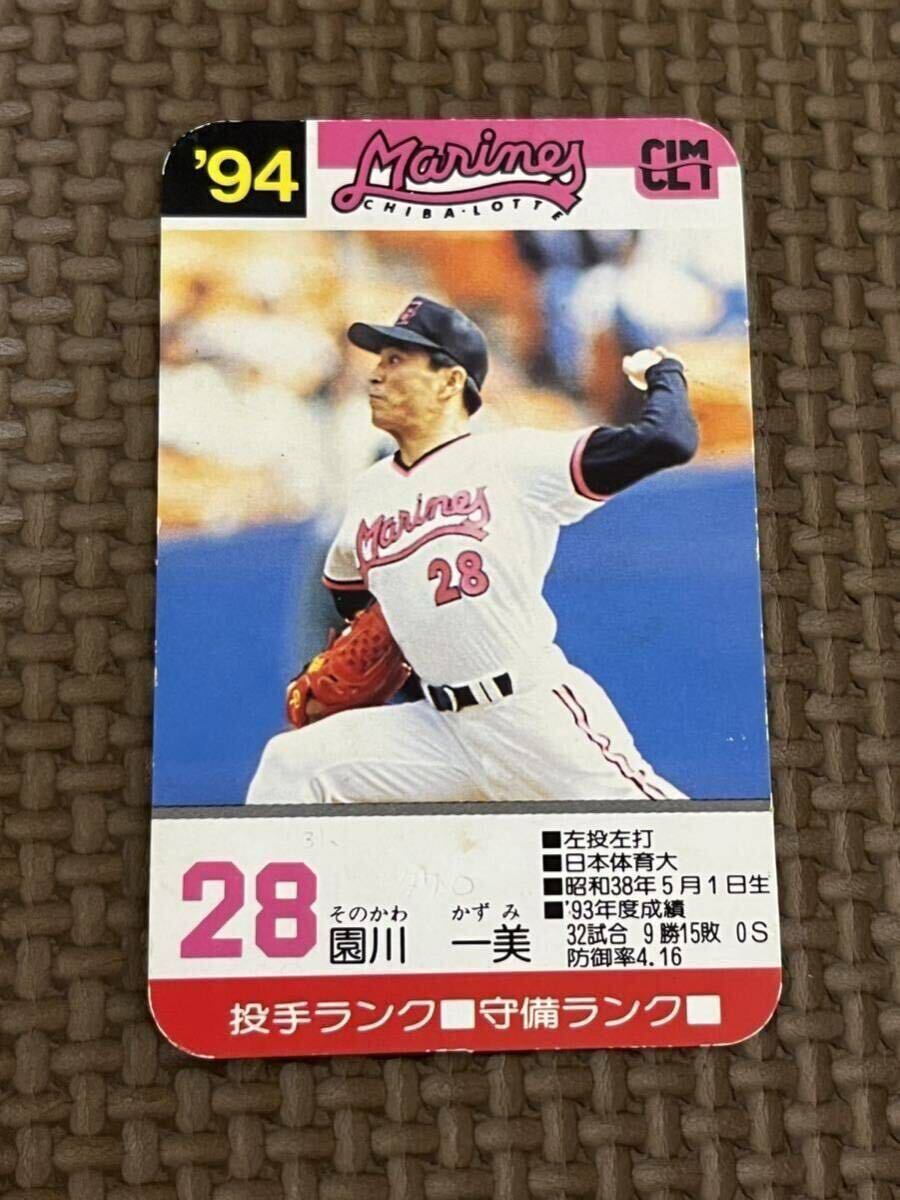 '94
Marines
CHIBA・LOTTE
CLM
Marines
28
28
そのかわ かずみ
園川 一美
■左投左打
■日本体育大
■昭和38年5月1日生
■'93年度成績
32試合 9勝15敗 0S
防御率4.16
投手ランク□守備ランク□